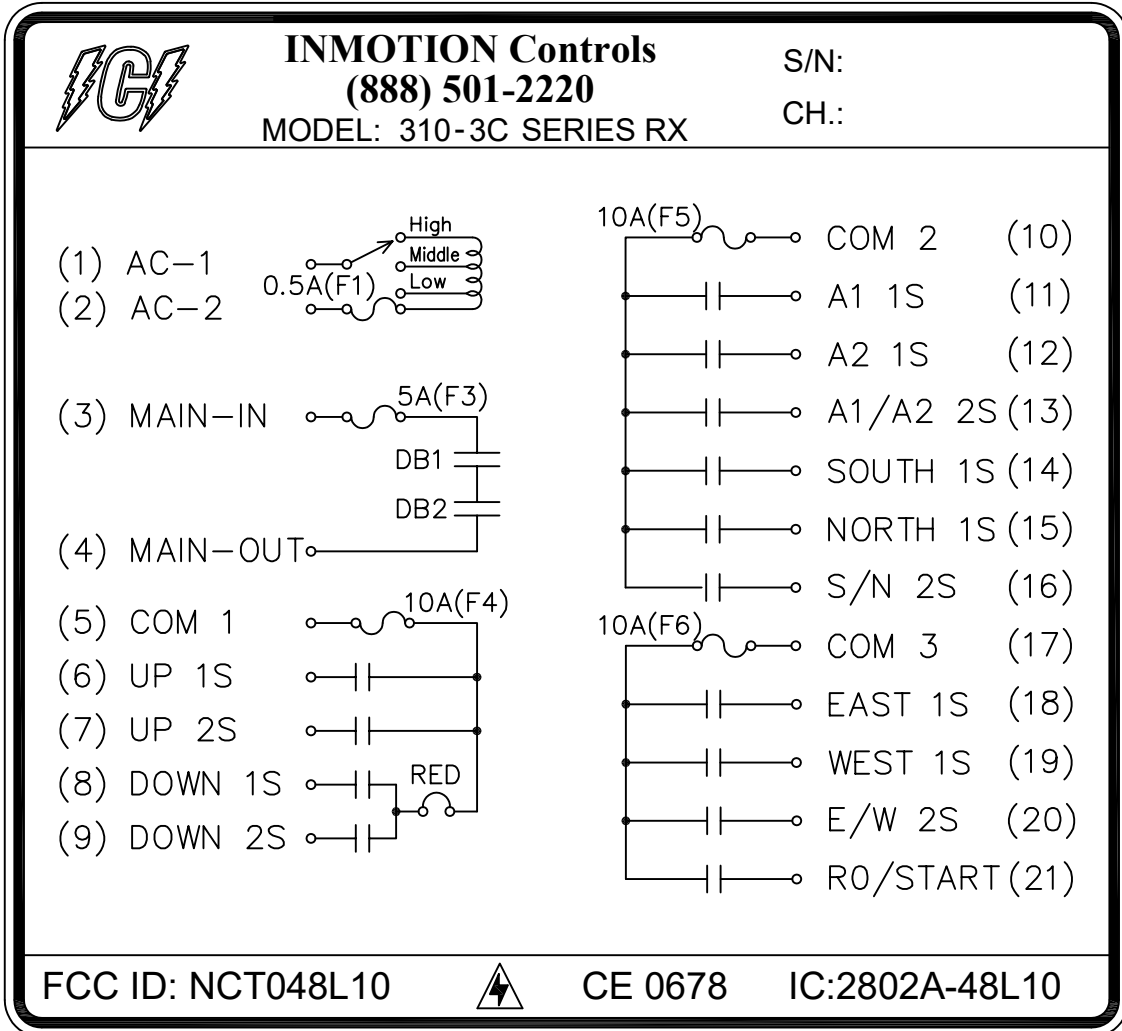 ICI
INMOTION Controls
(888) 501-2220
MODEL: 310-3C SERIES RX
S/N:
CH.:
(1) AC-1
(2) AC-2
0.5A(F1)
High
Middle
Low
(3) MAIN-IN
5A(F3)
DB1
DB2
(4) MAIN-OUT
(5) COM 1
10A(F4)
(6) UP 1S
(7) UP 2S
(8) DOWN 1S
RED
(9) DOWN 2S
10A(F5)
COM 2 (10)
A1 1S (11)
A2 1S (12)
A1/A2 2S (13)
SOUTH 1S (14)
NORTH 1S (15)
S/N 2S (16)
10A(F6)
COM 3 (17)
EAST 1S (18)
WEST 1S (19)
E/W 2S (20)
R0/START (21)
FCC ID: NCT048L10
CE 0678
IC:2802A-48L10